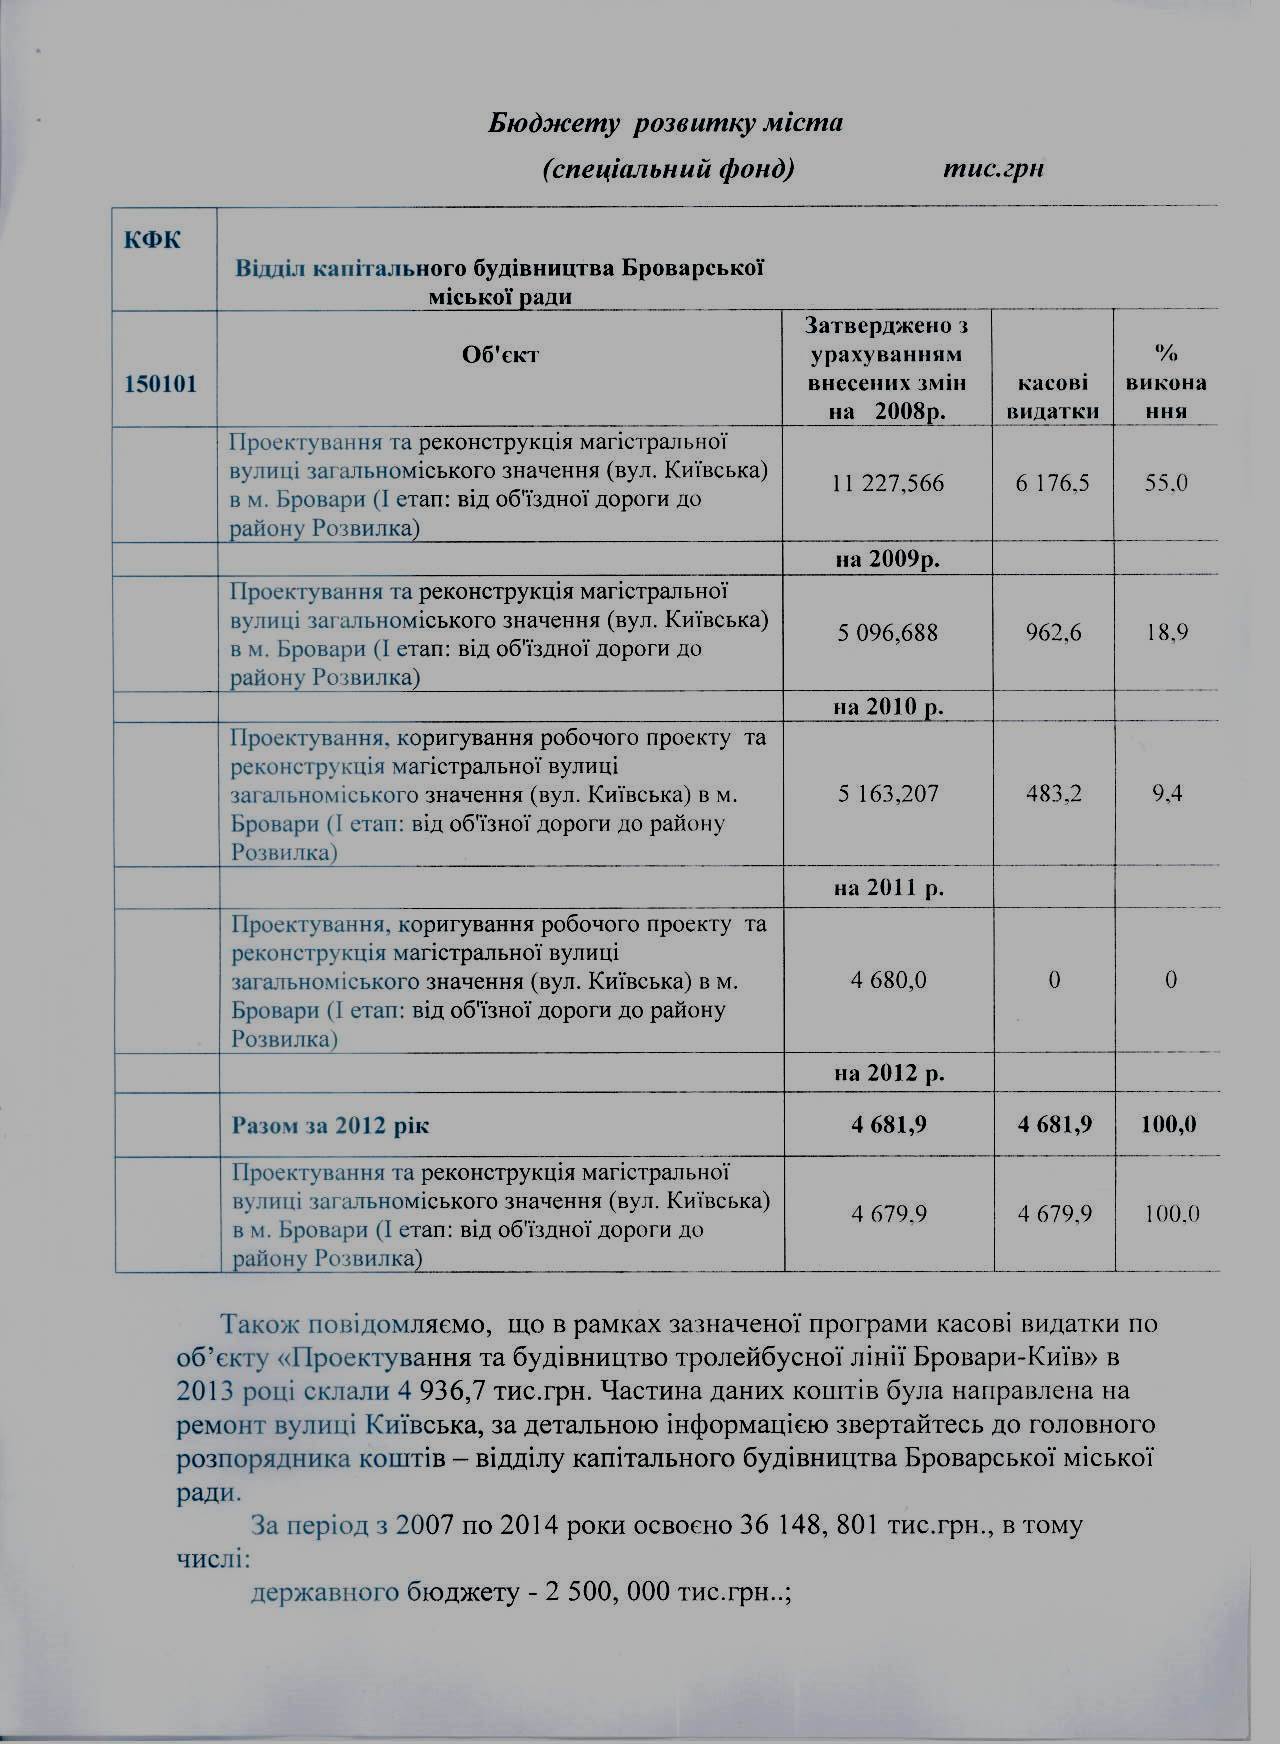 Бюджету розвитку міста
(спеціальний фонд) тис.грн
КФК
Відділ капітального будівництва Броварської
міської ради
150101
Об'єкт
Затверджено з
урахуванням
внесених змін
на 2008р.
касові
видатки
%
викона
ння
Проектування та реконструкція магістральної
вулиці загальноміського значення (вул. Київська)
в м. Бровари (І етап: від об'їздної дороги до
району Розвилка)
11 227,566
6 176,5
55,0
на 2009р.
Проектування та реконструкція магістральної
вулиці загальноміського значення (вул. Київська)
в м. Бровари (І етап: від об'їздної дороги до
району Розвилка)
5 096,688
962,6
18,9
на 2010 р.
Проектування, коригування робочого проекту та
реконструкція магістральної вулиці
загальноміського значення (вул. Київська) в м.
Бровари (І етап: від об'їзної дороги до району
Розвилка)
5 163,207
483,2
9,4
на 2011 р.
Проектування, коригування робочого проекту та
реконструкція магістральної вулиці
загальноміського значення (вул. Київська) в м.
Бровари (І етап: від об'їзної дороги до району
Розвилка)
4 680,0
0
0
на 2012 р.
Разом за 2012 рік
4 681,9
4 681,9
100,0
Проектування та реконструкція магістральної
вулиці загальноміського значення (вул. Київська)
в м. Бровари (І етап: від об'їздної дороги до
району Розвилка)
4 679,9
4 679,9
100,0
Також повідомляємо, що в рамках зазначеної програми касові видатки по
об’єкту «Проектування та будівництво тролейбусної лінії Бровари-Київ» в
2013 році склали 4 936,7 тис.грн. Частина даних коштів була направлена на
ремонт вулиці Київська, за детальною інформацією звертайтесь до головного
розпорядника коштів – відділу капітального будівництва Броварської міської
ради.
За період з 2007 по 2014 роки освоєно 36 148, 801 тис.грн., в тому
числі:
державного бюджету - 2 500, 000 тис.грн..;